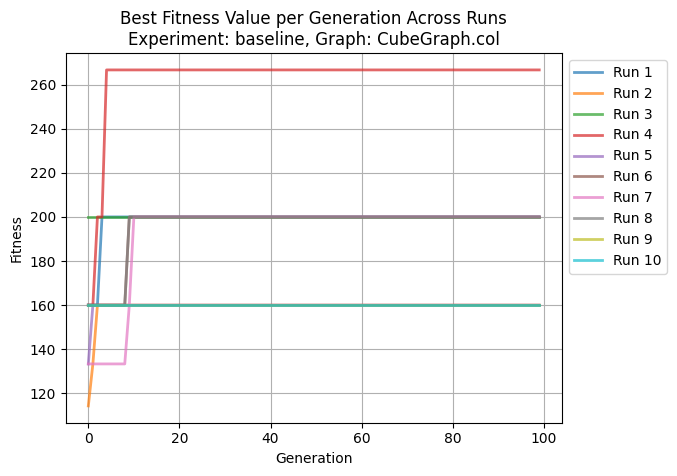 Best Fitness Value per Generation Across Runs
Experiment: baseline, Graph: CubeGraph.col
Fitness
260
240
220
200
180
160
140
120
0 20 40 60 80 100
Generation
Run 1
Run 2
Run 3
Run 4
Run 5
Run 6
Run 7
Run 8
Run 9
Run 10